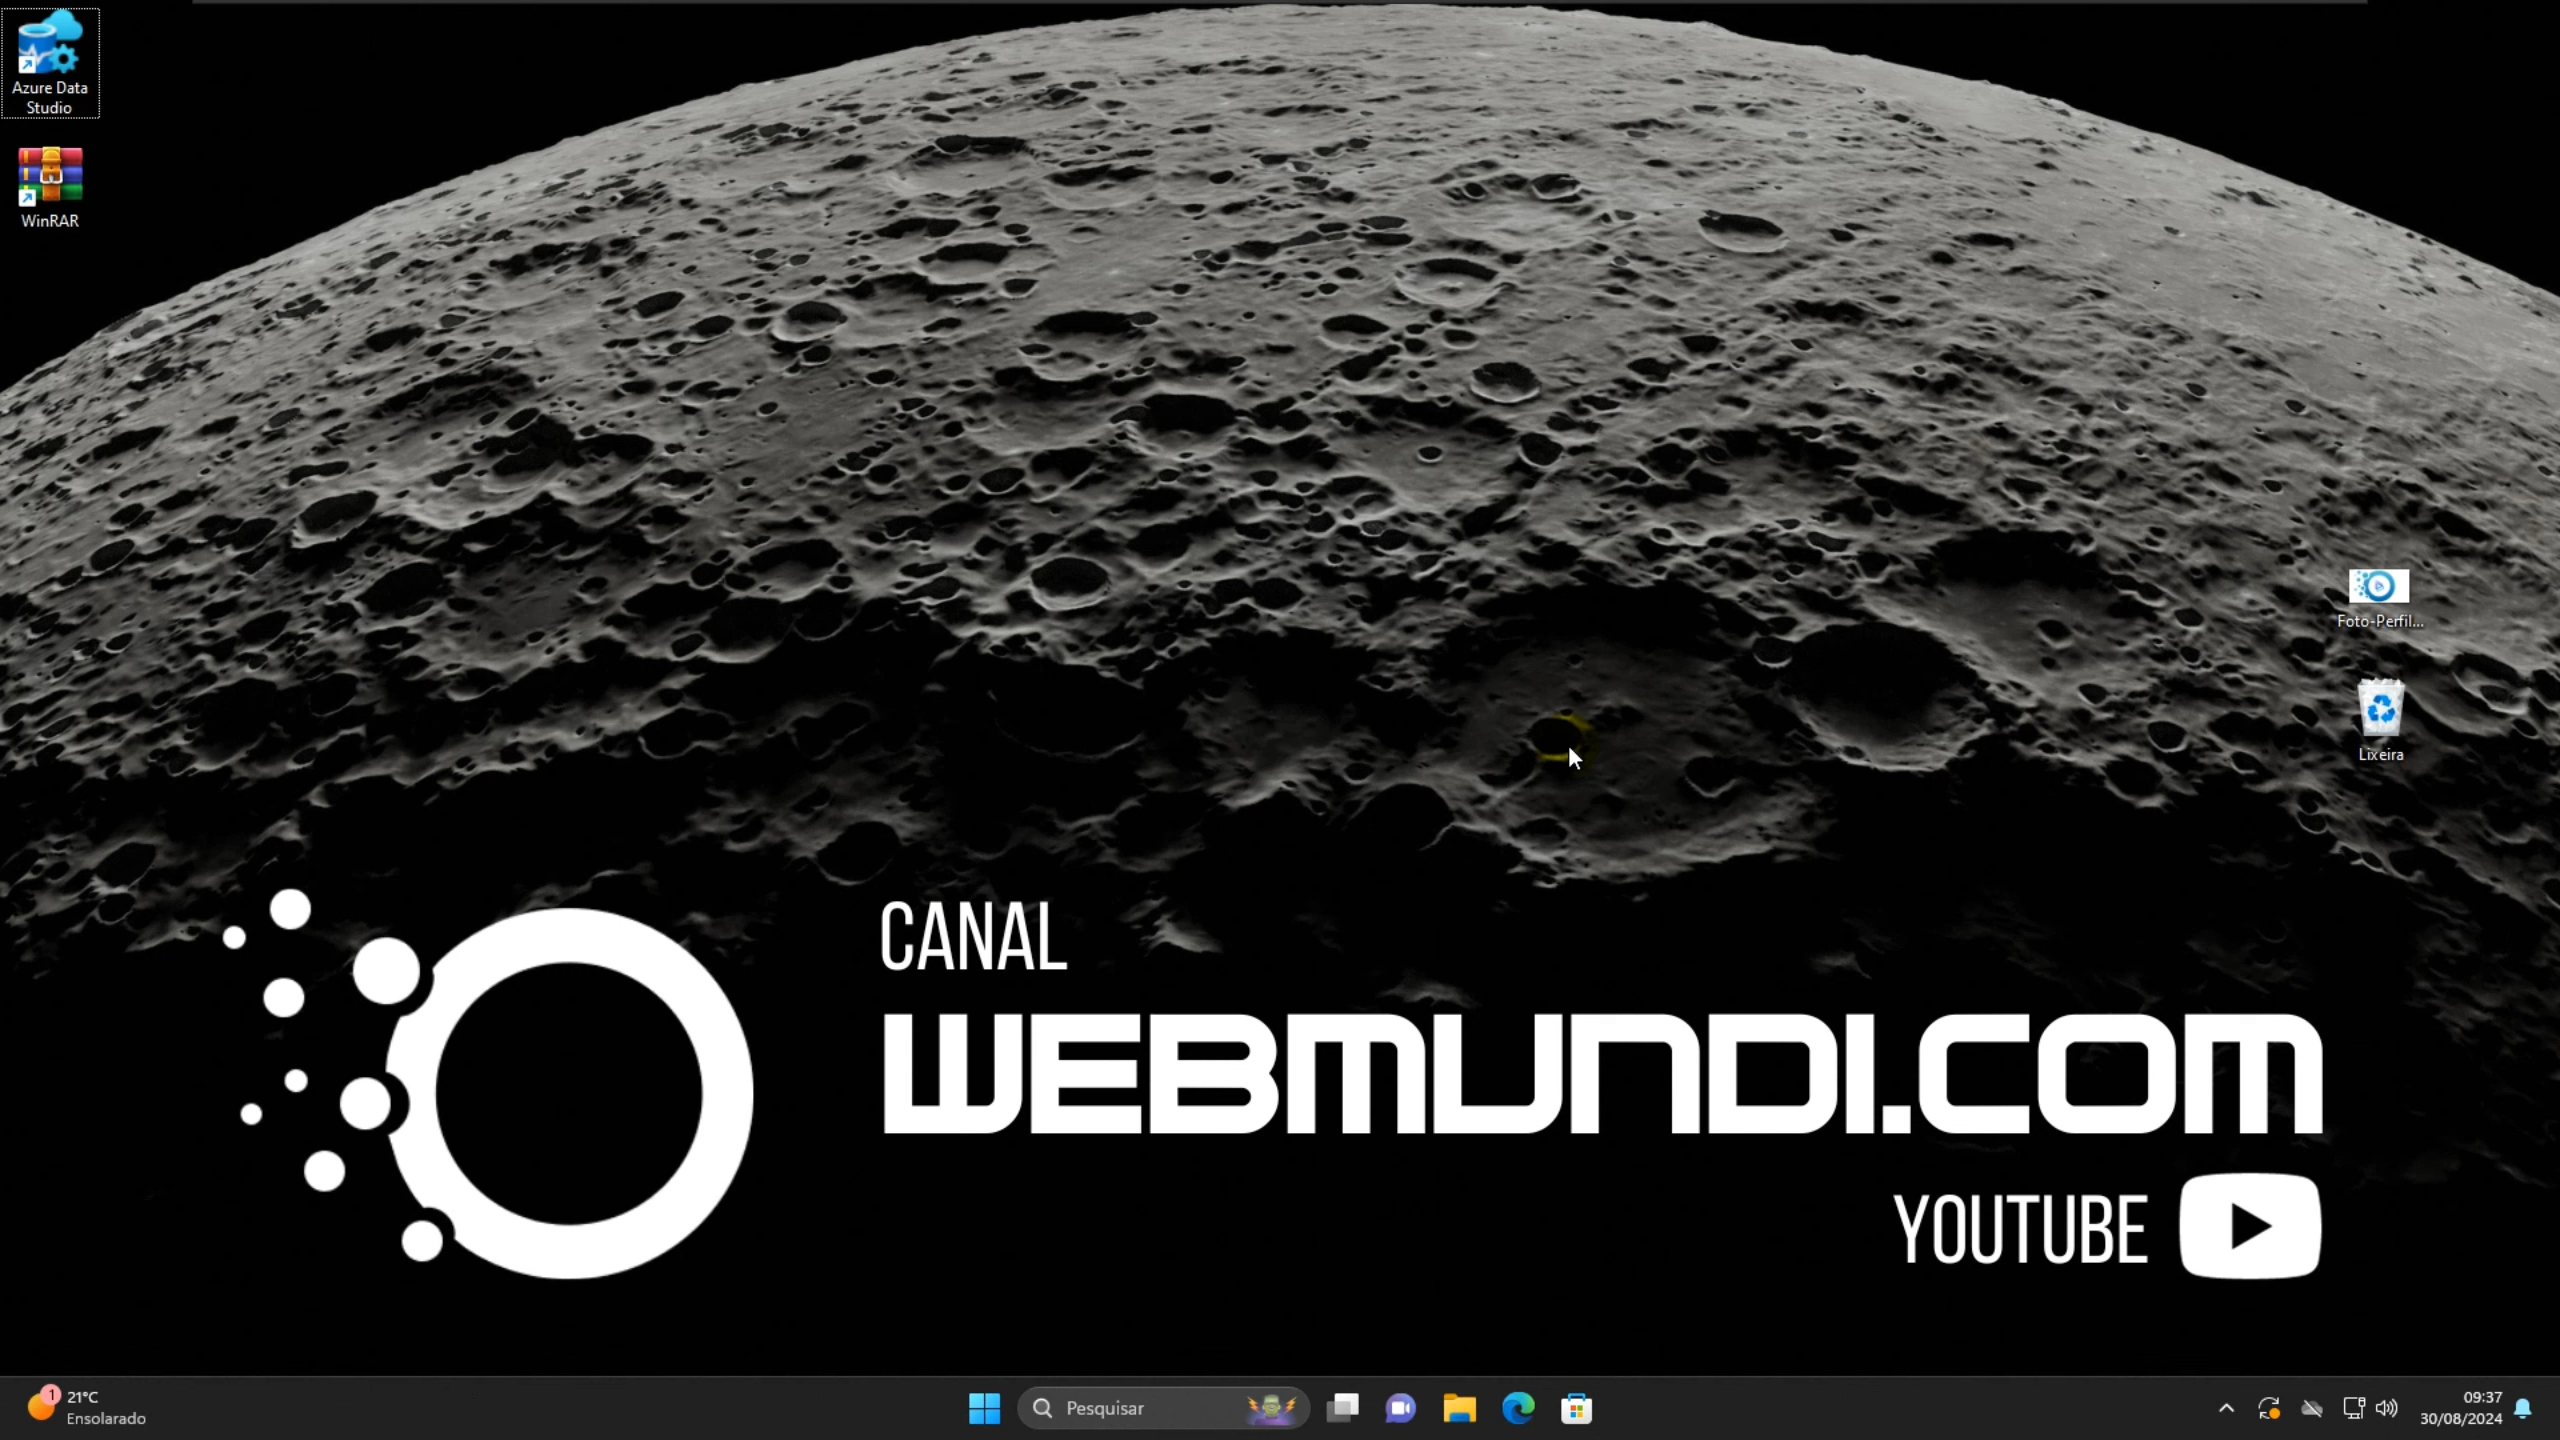 Azure Data
Studio
WinRAR
Foto-Perfil...
Lixeira
CANAL
WEBMUNDI.COM
YOUTUBE
1
21°C
Ensolarado
Pesquisar
09:37
30/08/2024